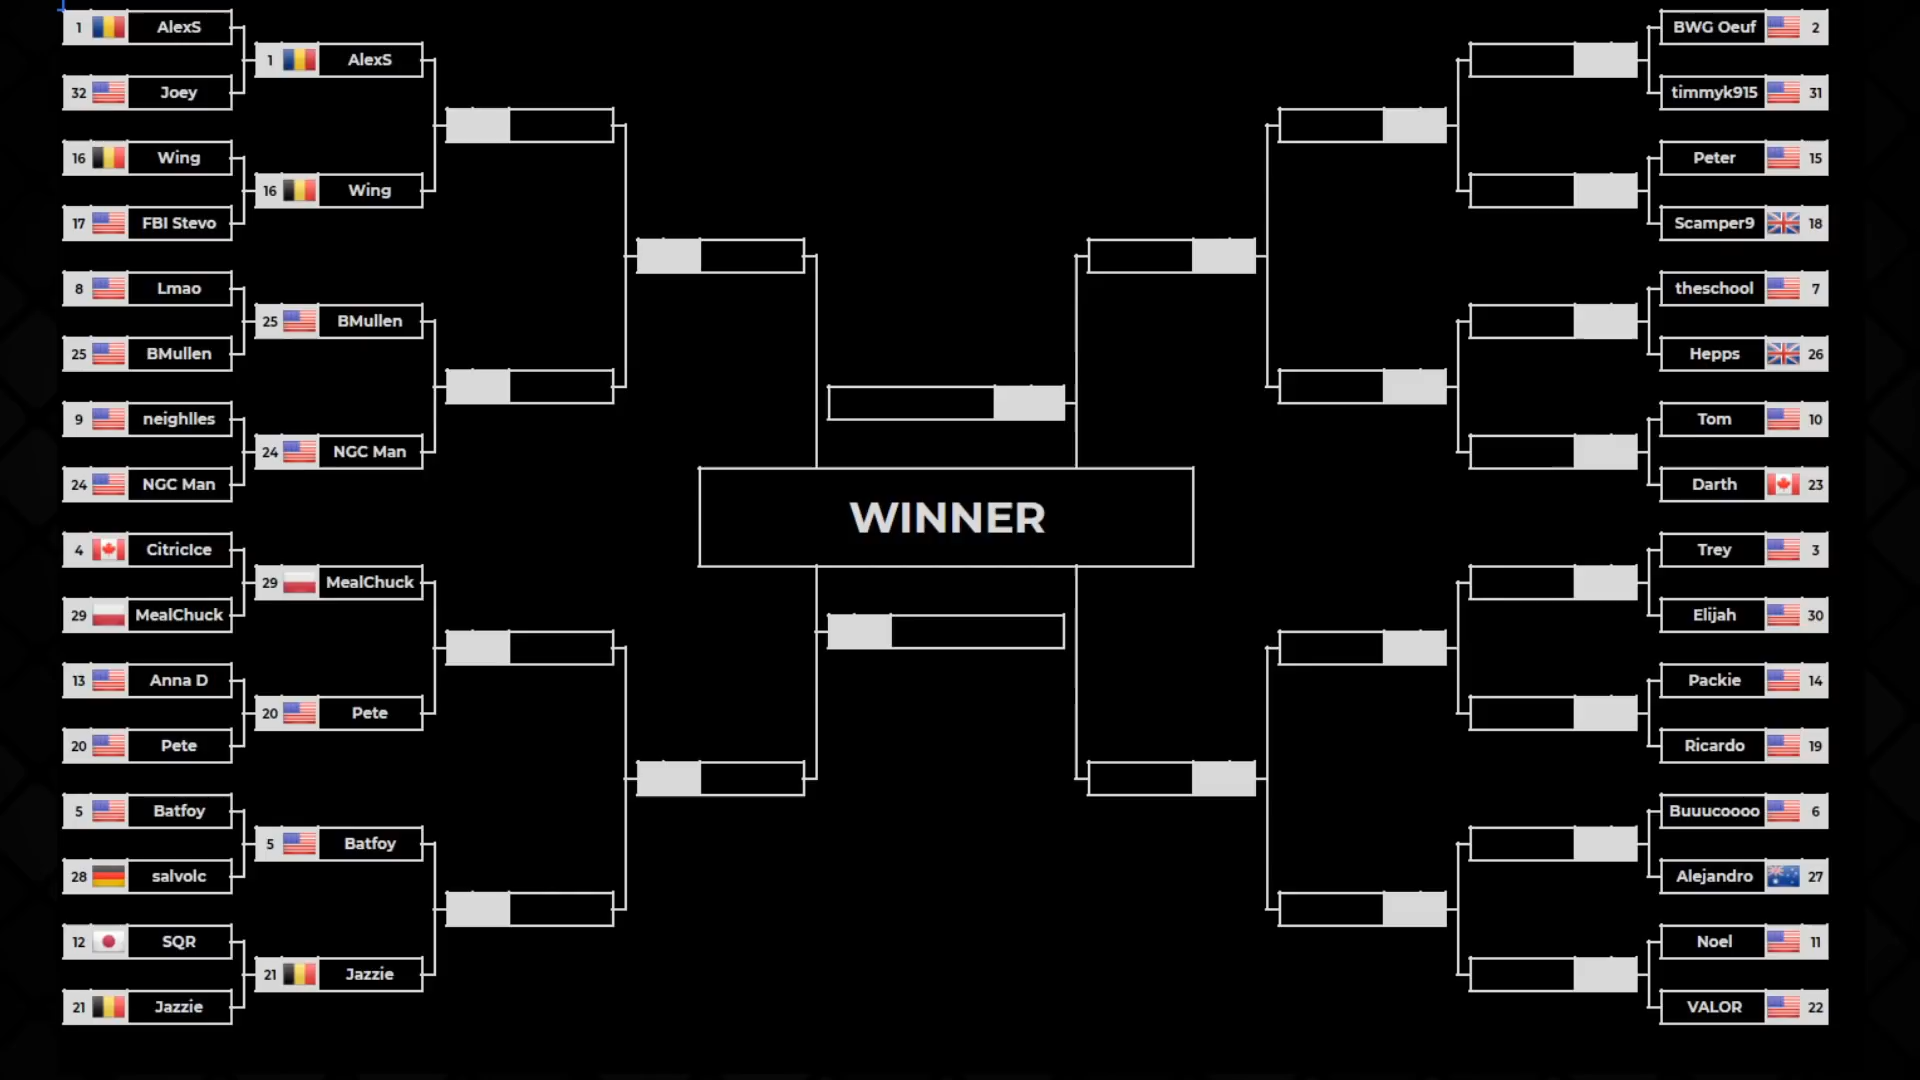 1 AlexS
32 Joey
16 Wing
17 FBI Stevo
8 Lmao
25 BMullen
9 neighlles
24 NGC Man
4 CitricIce
29 MealChuck
13 Anna D
20 Pete
5 Batfoy
28 salvolc
12 SQR
21 Jazzie
1 AlexS
16 Wing
25 BMullen
24 NGC Man
29 MealChuck
20 Pete
5 Batfoy
21 Jazzie
WINNER
BWG Oeuf 2
timmyk915 31
Peter 15
Scamper9 18
theschool 7
Hepps 26
Tom 10
Darth 23
Trey 3
Elijah 30
Packie 14
Ricardo 19
Buuucoooo 6
Alejandro 27
Noel 11
VALOR 22